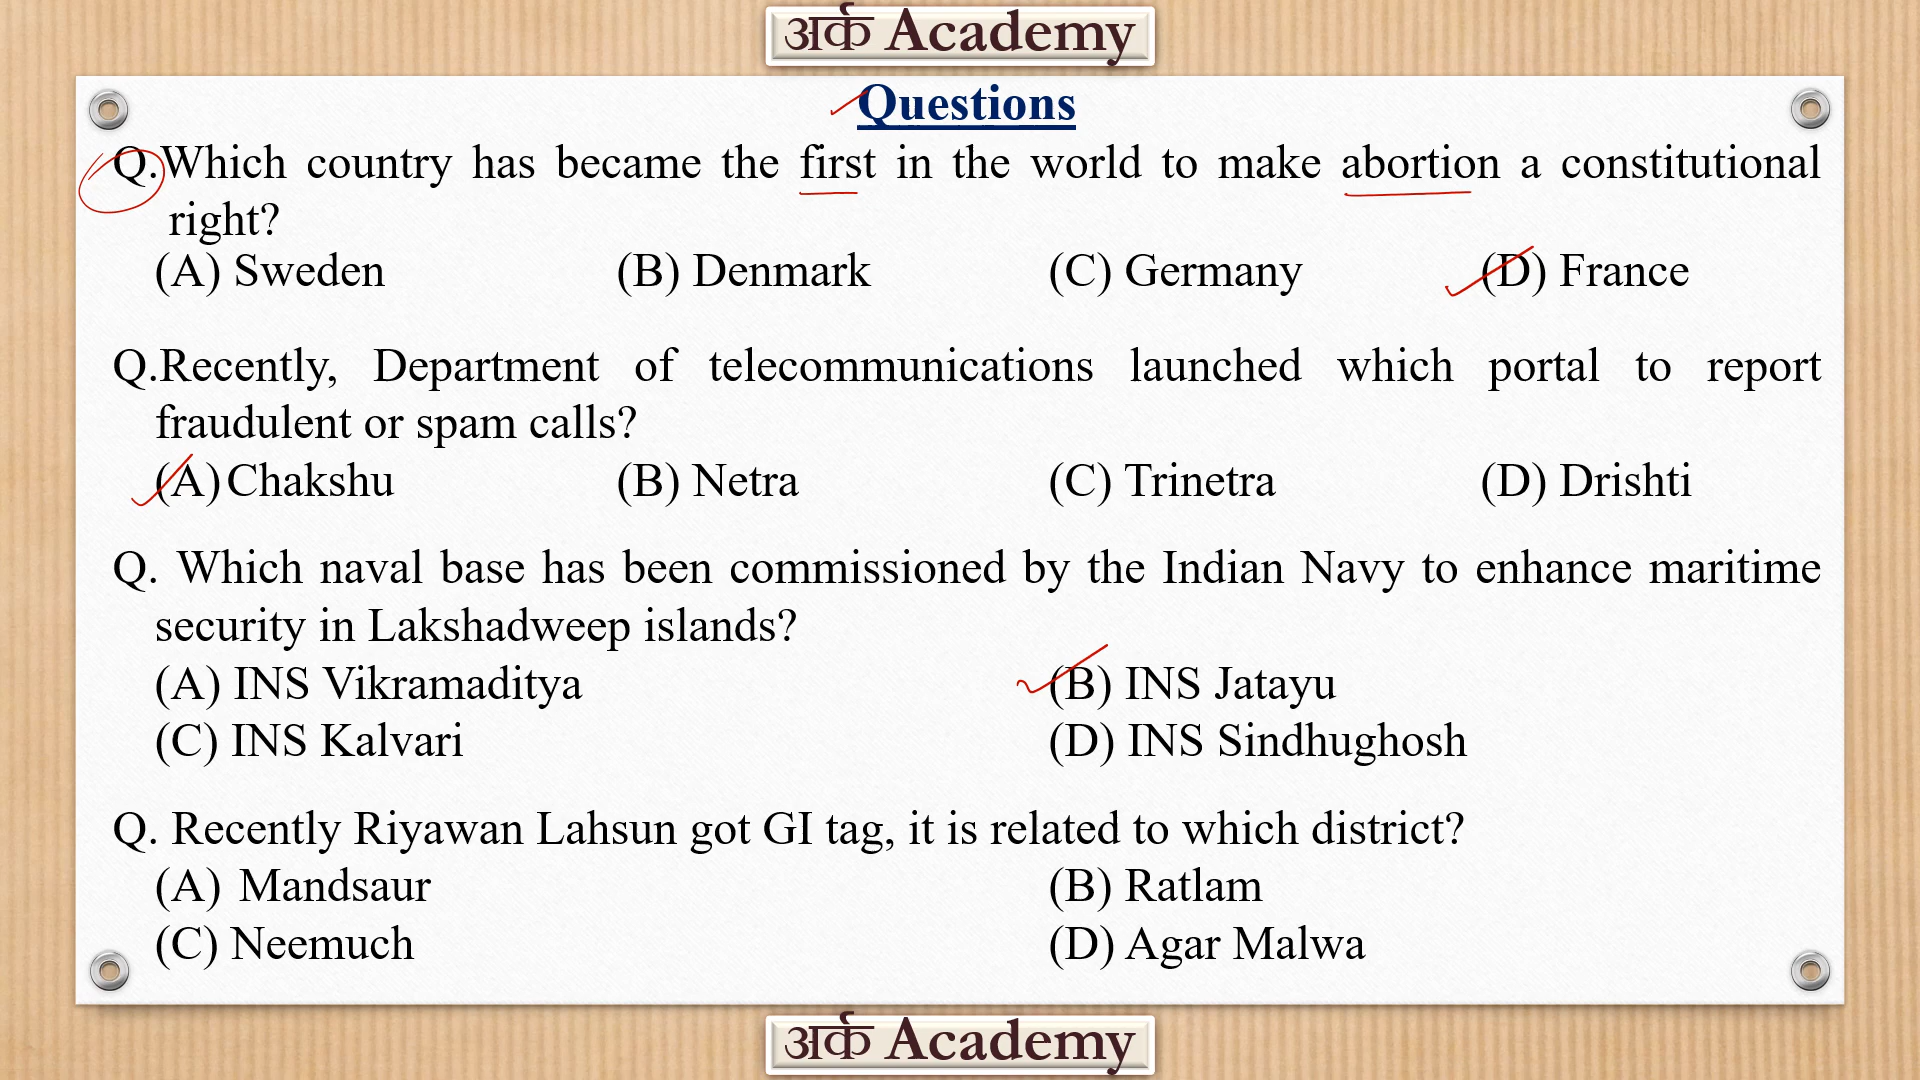 अर्क Academy
Questions
Q.Which country has became the first in the world to make abortion a constitutional
right?
(A) Sweden (B) Denmark (C) Germany (D) France
Q.Recently, Department of telecommunications launched which portal to report
fraudulent or spam calls?
(A) Chakshu (B) Netra (C) Trinetra (D) Drishti
Q. Which naval base has been commissioned by the Indian Navy to enhance maritime
security in Lakshadweep islands?
(A) INS Vikramaditya (B) INS Jatayu
(C) INS Kalvari (D) INS Sindhughosh
Q. Recently Riyawan Lahsun got GI tag, it is related to which district?
(A) Mandsaur (B) Ratlam
(C) Neemuch (D) Agar Malwa
अर्क Academy